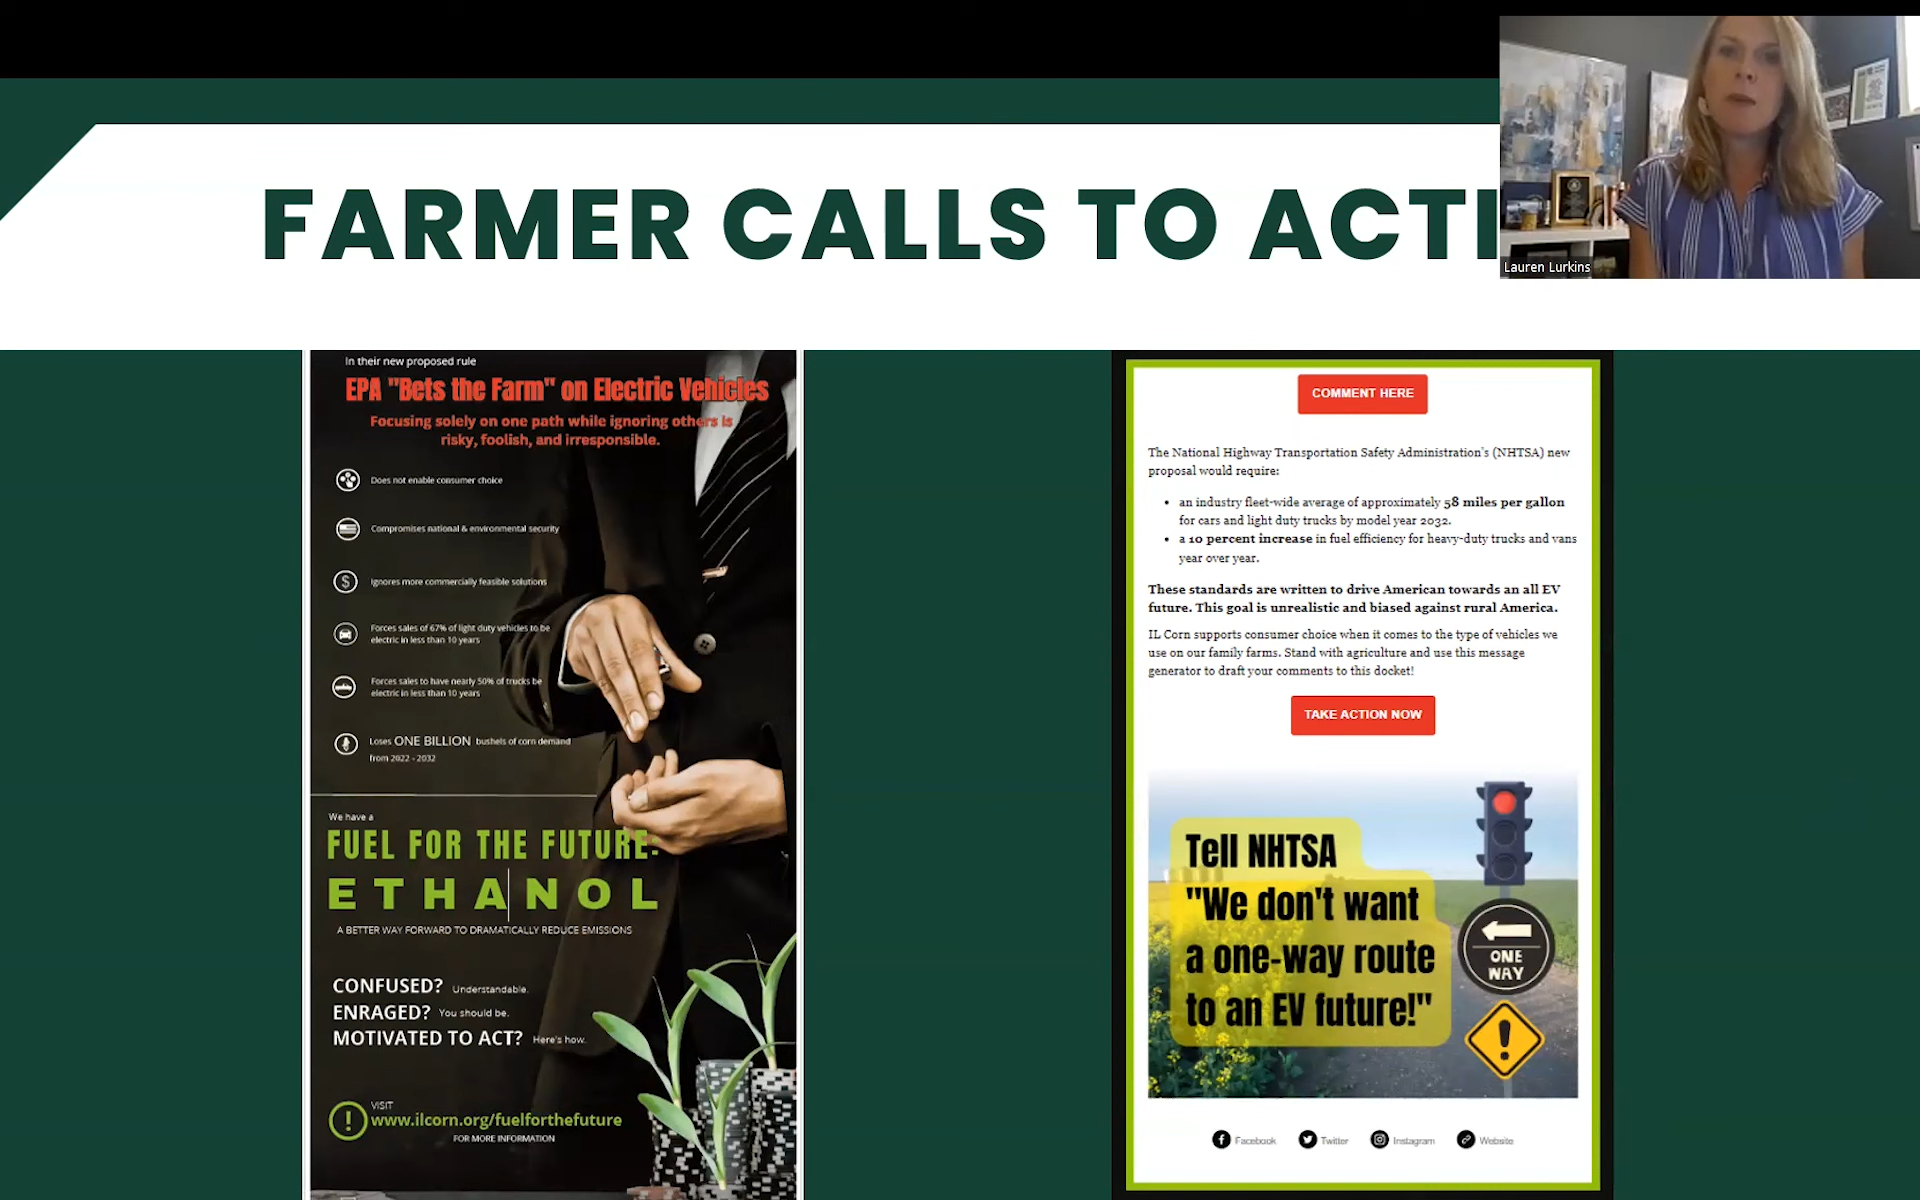 FARMER CALLS TO ACTI
Lauren Lurkins
In their new proposed rule
EPA "Bets the Farm" on Electric Vehicles
Focusing solely on one path while ignoring others is
risky, foolish, and irresponsible.
Does not enable consumer choice
Compromises national & environmental security
Ignores more commercially feasible solutions
Forces sales of 67% of light duty vehicles to be
electric in less than 10 years
Forces sales to have nearly 50% of trucks be
electric in less than 10 years
Loses ONE BILLION bushels of corn demand
from 2022 - 2032
We have a
FUEL FOR THE FUTURE:
ETHANOL
A BETTER WAY FORWARD TO DRAMATICALLY REDUCE EMISSIONS
CONFUSED? Understandable.
ENRAGED? You should be.
MOTIVATED TO ACT? Here's how.
VISIT
www.ilcorn.org/fuelforthefuture
FOR MORE INFORMATION
COMMENT HERE
The National Highway Transportation Safety Administration's (NHTSA) new
proposal would require:
• an industry fleet-wide average of approximately 58 miles per gallon
for cars and light duty trucks by model year 2032.
• a 10 percent increase in fuel efficiency for heavy-duty trucks and vans
year over year.
These standards are written to drive American towards an all EV
future. This goal is unrealistic and biased against rural America.
IL Corn supports consumer choice when it comes to the type of vehicles we
use on our family farms. Stand with agriculture and use this message
generator to draft your comments to this docket!
TAKE ACTION NOW
Tell NHTSA
"We don't want
a one-way route
to an EV future!"
ONE
WAY
Facebook Twitter Instagram Website